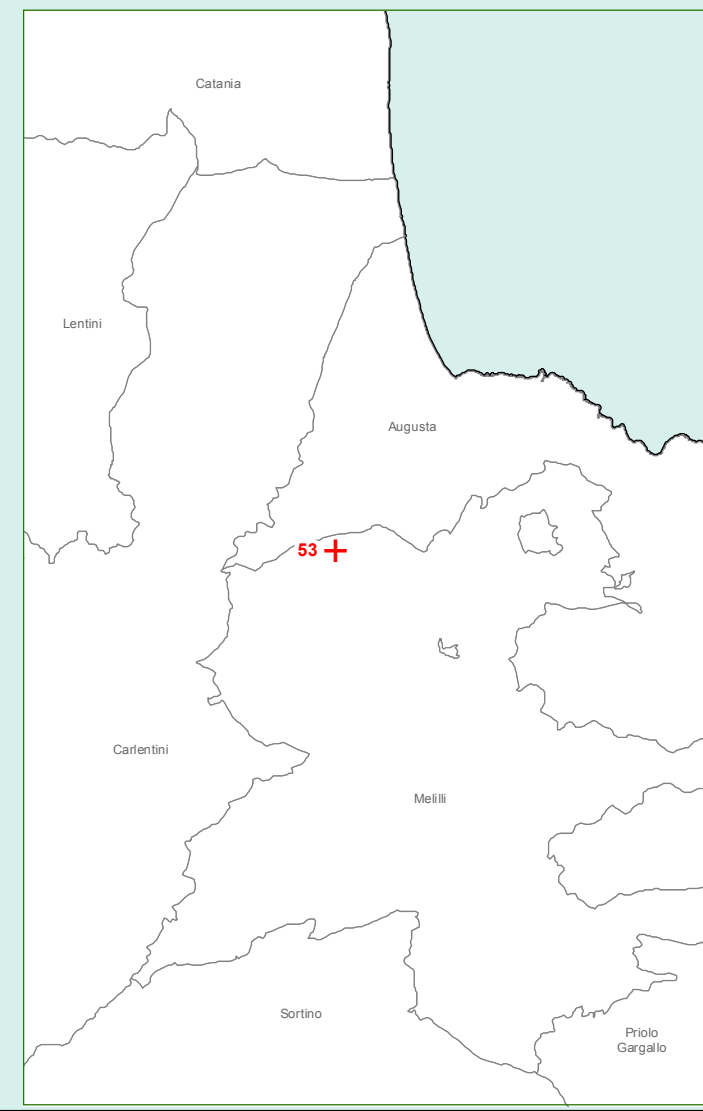 Catania
Lentini
Augusta
53
Carlentini
Melilli
Sortino
Priolo
Gargallo